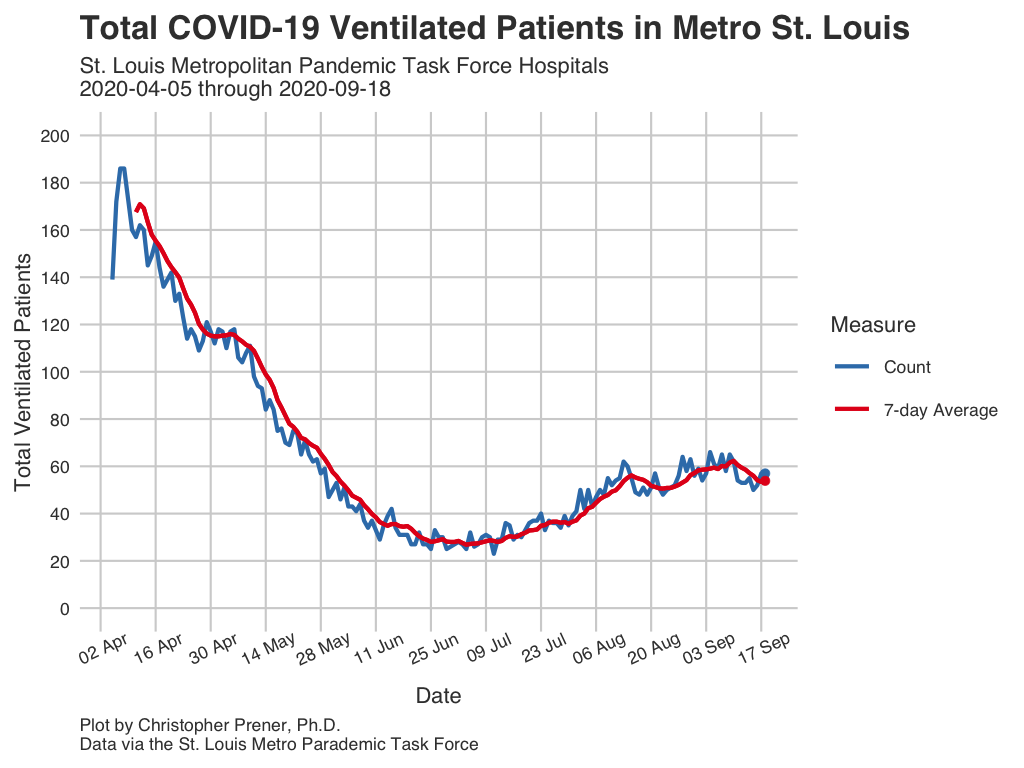 Total COVID-19 Ventilated Patients in Metro St. Louis
St. Louis Metropolitan Pandemic Task Force Hospitals
2020-04-05 through 2020-09-18
Total Ventilated Patients
200
180
160
140
120
100
80
60
40
20
0
02 Apr
16 Apr
30 Apr
14 May
28 May
11 Jun
25 Jun
09 Jul
23 Jul
06 Aug
20 Aug
03 Sep
17 Sep
Date
Measure
Count
7-day Average
Plot by Christopher Prener, Ph.D.
Data via the St. Louis Metro Parademic Task Force